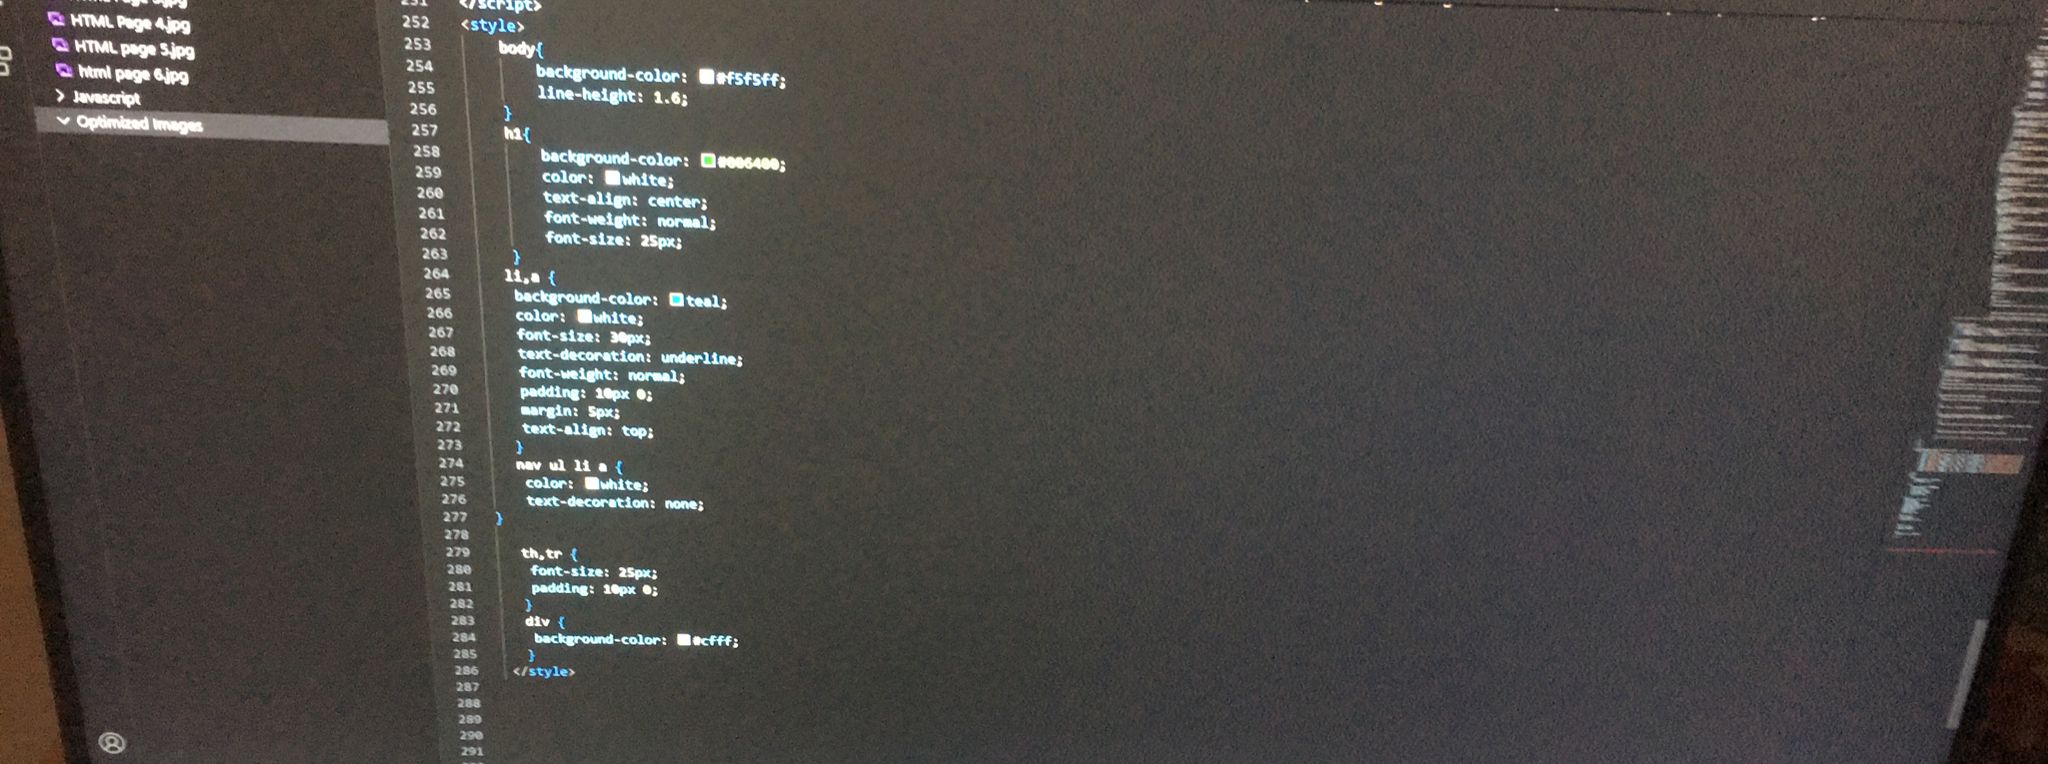 HTML Page 4.jpg
HTML page 5.jpg
html page 6.jpg
Javascript
Optimized Images
251 </script>
252 <style>
253 body{
254 background-color: #f5f5ff;
255 line-height: 1.6;
256 }
257 h1{
258 background-color: #006400;
259 color: white;
260 text-align: center;
261 font-weight: normal;
262 font-size: 25px;
263 }
264 li,a {
265 background-color: teal;
266 color: white;
267 font-size: 30px;
268 text-decoration: underline;
269 font-weight: normal;
270 padding: 10px 0;
271 margin: 5px;
272 text-align: top;
273 }
274 nav ul li a {
275 color: white;
276 text-decoration: none;
277 }
278
279 th,tr {
280 font-size: 25px;
281 padding: 10px 0;
282 }
283 div {
284 background-color: #cfff;
285 }
286 </style>
287
288
289
290
291